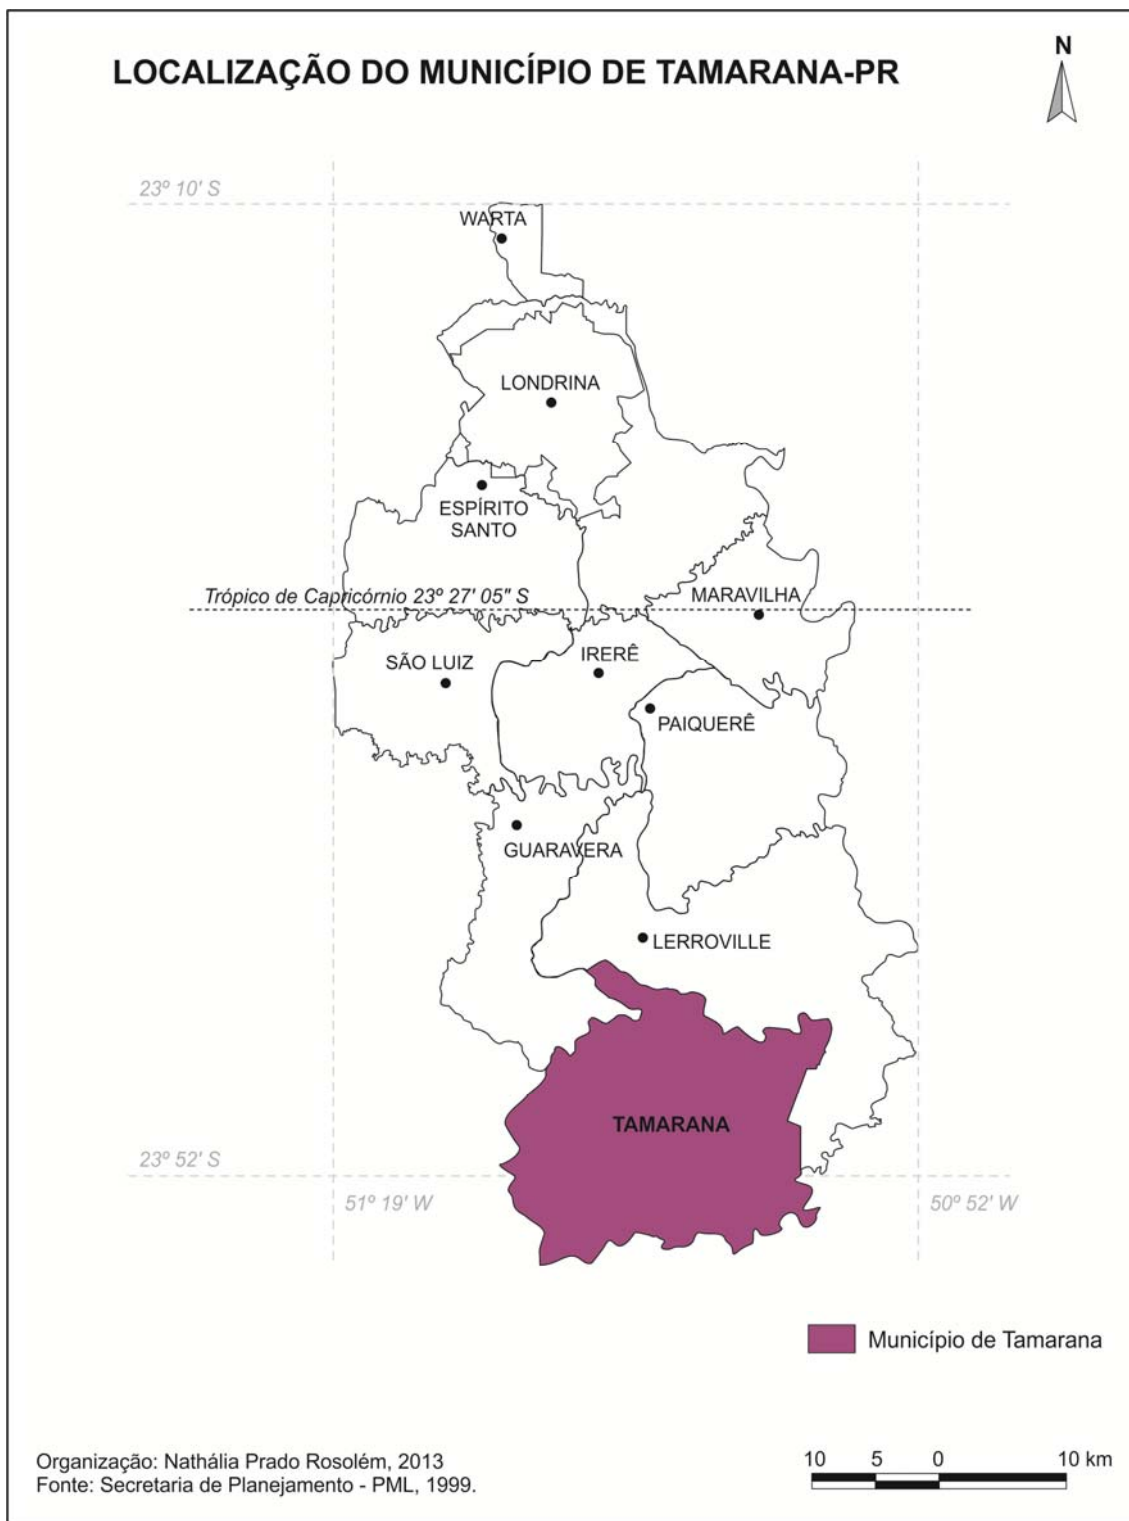 N
LOCALIZAÇÃO DO MUNICÍPIO DE TAMARANA-PR
23º 10' S
WARTA
LONDRINA
ESPÍRITO
SANTO
Trópico de Capricórnio 23º 27' 05" S
MARAVILHA
SÃO LUIZ
IRERÊ
PAIQUERÊ
GUARAVERA
LERROVILLE
TAMARANA
23º 52' S
51º 19' W
50º 52' W
Município de Tamarana
Organização: Nathália Prado Rosolém, 2013
Fonte: Secretaria de Planejamento - PML, 1999.
10 5 0 10 km